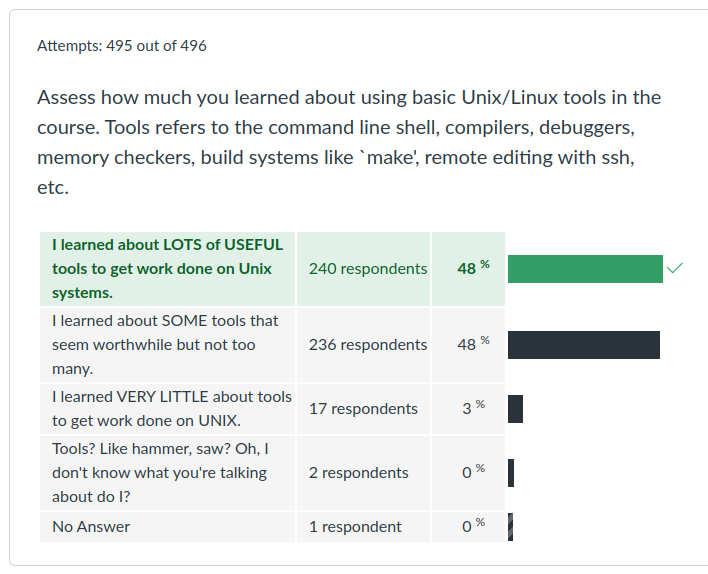 Attempts: 495 out of 496
Assess how much you learned about using basic Unix/Linux tools in the
course. Tools refers to the command line shell, compilers, debuggers,
memory checkers, build systems like `make', remote editing with ssh,
etc.
I learned about LOTS of USEFUL
tools to get work done on Unix
systems.
240 respondents
48 %
I learned about SOME tools that
seem worthwhile but not too
many.
236 respondents
48 %
I learned VERY LITTLE about tools
to get work done on UNIX.
17 respondents
3 %
Tools? Like hammer, saw? Oh, I
don't know what you're talking
about do I?
2 respondents
0 %
No Answer
1 respondent
0 %